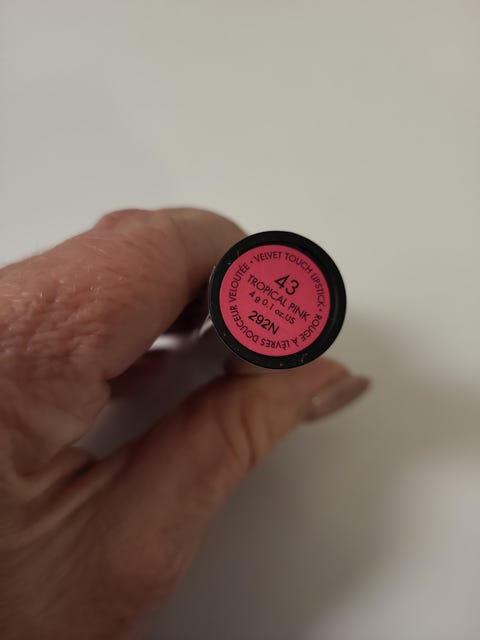 VELVET TOUCH LIPSTICK • ROUGE À LÈVRES DOUCEUR VELOUTÉE •
43
TROPICAL PINK
4 g 0.1 oz.US
292N